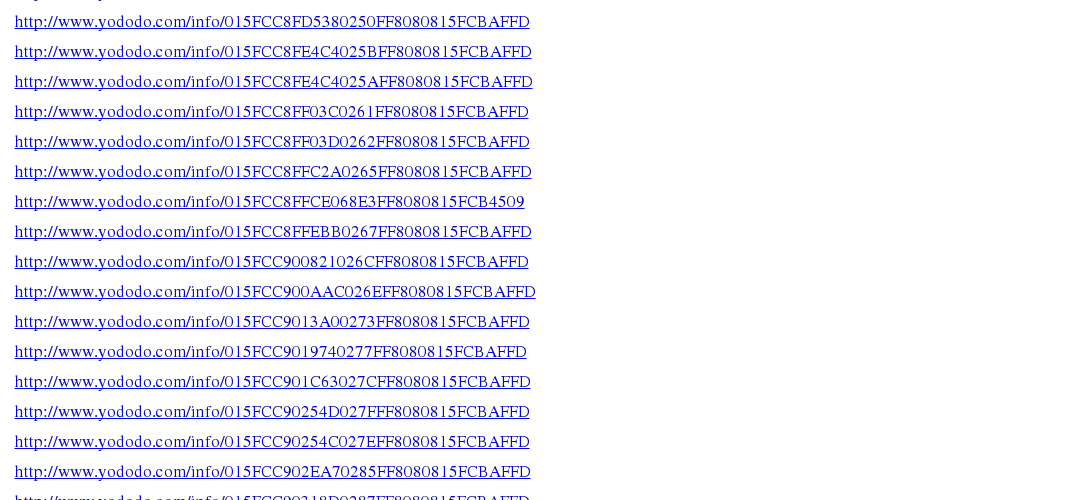 http://www.yododo.com/info/015FCC8FD5380250FF8080815FCBAFFD
http://www.yododo.com/info/015FCC8FE4C4025BFF8080815FCBAFFD
http://www.yododo.com/info/015FCC8FE4C4025AFF8080815FCBAFFD
http://www.yododo.com/info/015FCC8FF03C0261FF8080815FCBAFFD
http://www.yododo.com/info/015FCC8FF03D0262FF8080815FCBAFFD
http://www.yododo.com/info/015FCC8FFC2A0265FF8080815FCBAFFD
http://www.yododo.com/info/015FCC8FFCE068E3FF8080815FCB4509
http://www.yododo.com/info/015FCC8FFEBB0267FF8080815FCBAFFD
http://www.yododo.com/info/015FCC900821026CFF8080815FCBAFFD
http://www.yododo.com/info/015FCC900AAC026EFF8080815FCBAFFD
http://www.yododo.com/info/015FCC9013A00273FF8080815FCBAFFD
http://www.yododo.com/info/015FCC9019740277FF8080815FCBAFFD
http://www.yododo.com/info/015FCC901C63027CFF8080815FCBAFFD
http://www.yododo.com/info/015FCC90254D027FFF8080815FCBAFFD
http://www.yododo.com/info/015FCC90254C027EFF8080815FCBAFFD
http://www.yododo.com/info/015FCC902EA70285FF8080815FCBAFFD